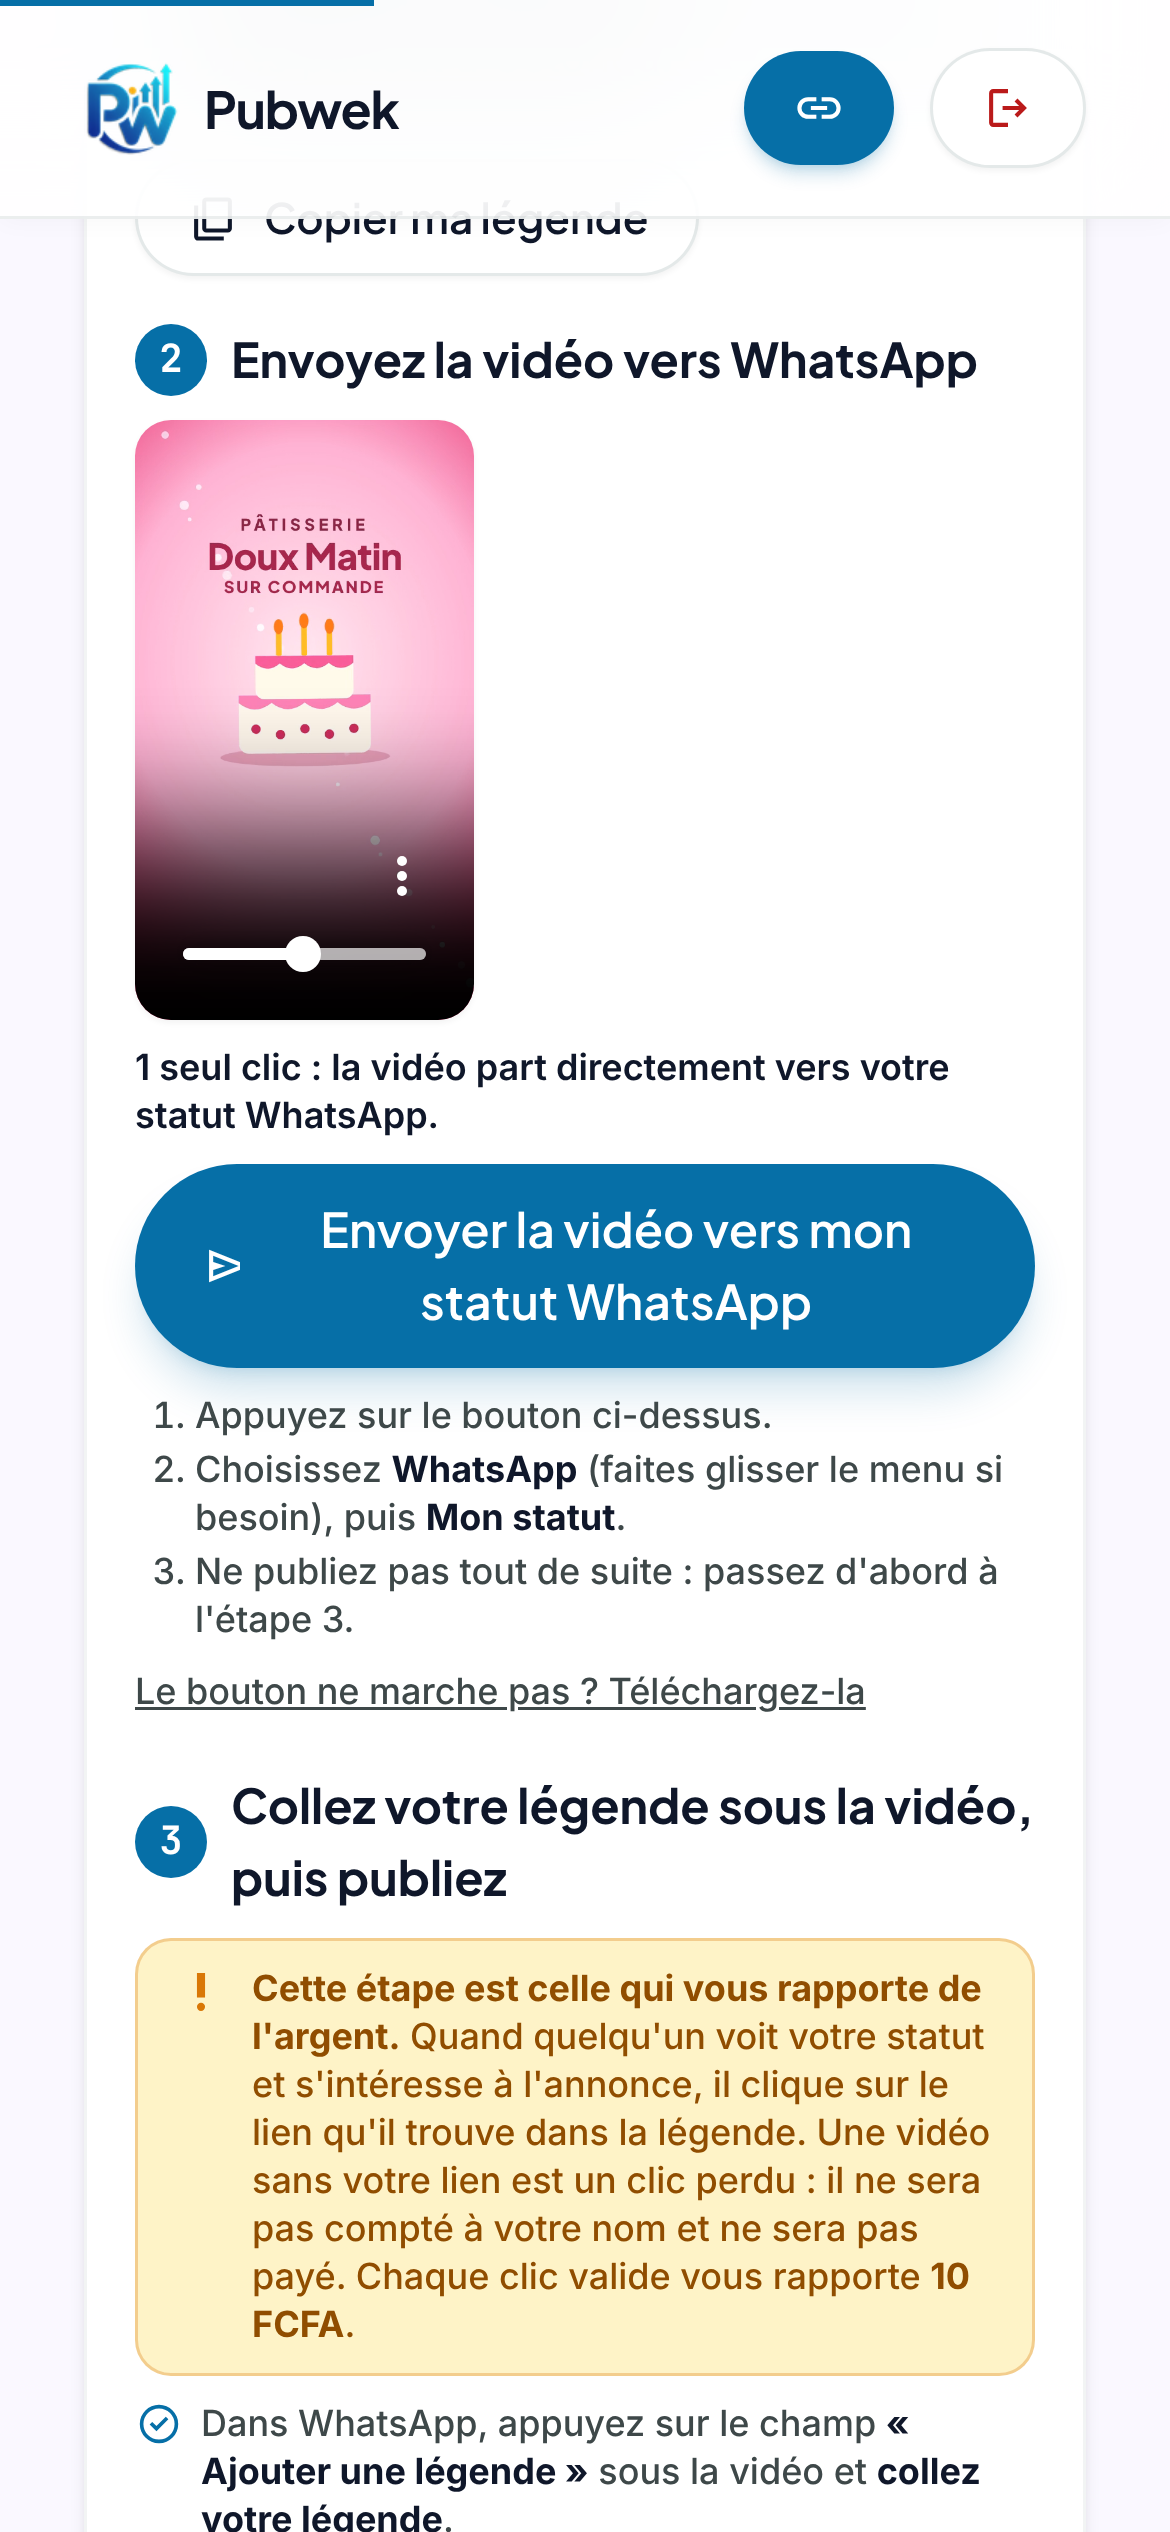 Pubwek
Copier ma légende
2 Envoyez la vidéo vers WhatsApp
PÂTISSERIE
Doux Matin
SUR COMMANDE
1 seul clic : la vidéo part directement vers votre
statut WhatsApp.
Envoyer la vidéo vers mon
statut WhatsApp
1. Appuyez sur le bouton ci-dessus.
2. Choisissez WhatsApp (faites glisser le menu si
besoin), puis Mon statut.
3. Ne publiez pas tout de suite : passez d'abord à
l'étape 3.
Le bouton ne marche pas ? Téléchargez-la
3 Collez votre légende sous la vidéo,
puis publiez
Cette étape est celle qui vous rapporte de
l'argent. Quand quelqu'un voit votre statut
et s'intéresse à l'annonce, il clique sur le
lien qu'il trouve dans la légende. Une vidéo
sans votre lien est un clic perdu : il ne sera
pas compté à votre nom et ne sera pas
payé. Chaque clic valide vous rapporte 10
FCFA.
Dans WhatsApp, appuyez sur le champ «
Ajouter une légende » sous la vidéo et collez
votre légende.